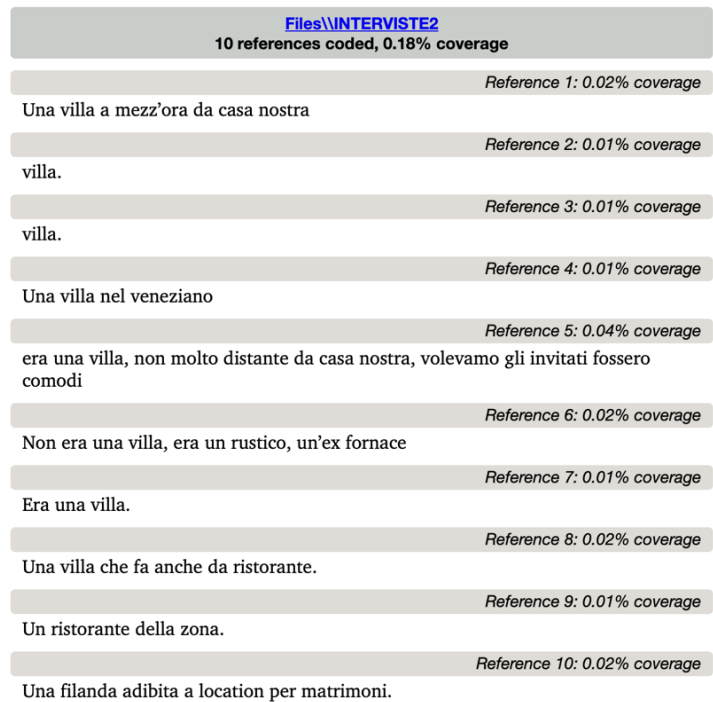 Files\\INTERVISTE2
10 references coded, 0.18% coverage
Reference 1: 0.02% coverage
Una villa a mezz’ora da casa nostra
Reference 2: 0.01% coverage
villa.
Reference 3: 0.01% coverage
villa.
Reference 4: 0.01% coverage
Una villa nel veneziano
Reference 5: 0.04% coverage
era una villa, non molto distante da casa nostra, volevamo gli invitati fossero
comodi
Reference 6: 0.02% coverage
Non era una villa, era un rustico, un’ex fornace
Reference 7: 0.01% coverage
Era una villa.
Reference 8: 0.02% coverage
Una villa che fa anche da ristorante.
Reference 9: 0.01% coverage
Un ristorante della zona.
Reference 10: 0.02% coverage
Una filanda adibita a location per matrimoni.